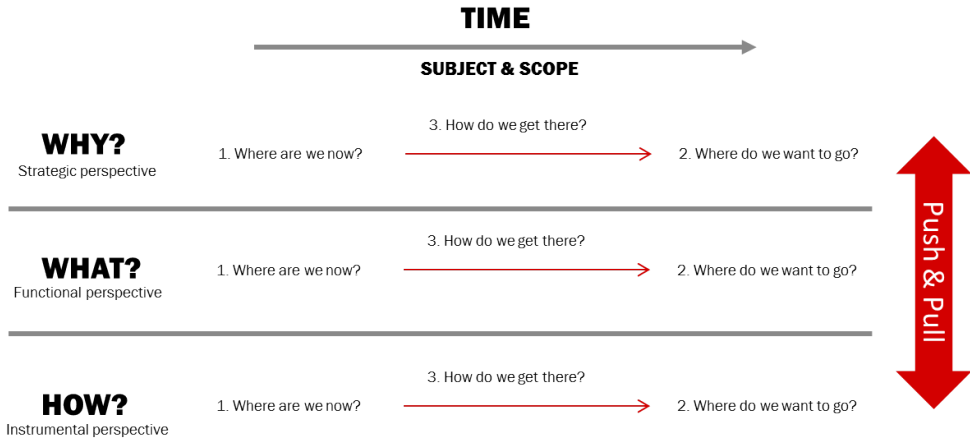 TIME
SUBJECT & SCOPE
WHY?
Strategic perspective
1. Where are we now?
3. How do we get there?
2. Where do we want to go?
WHAT?
Functional perspective
1. Where are we now?
3. How do we get there?
2. Where do we want to go?
HOW?
Instrumental perspective
1. Where are we now?
3. How do we get there?
2. Where do we want to go?
Push & Pull